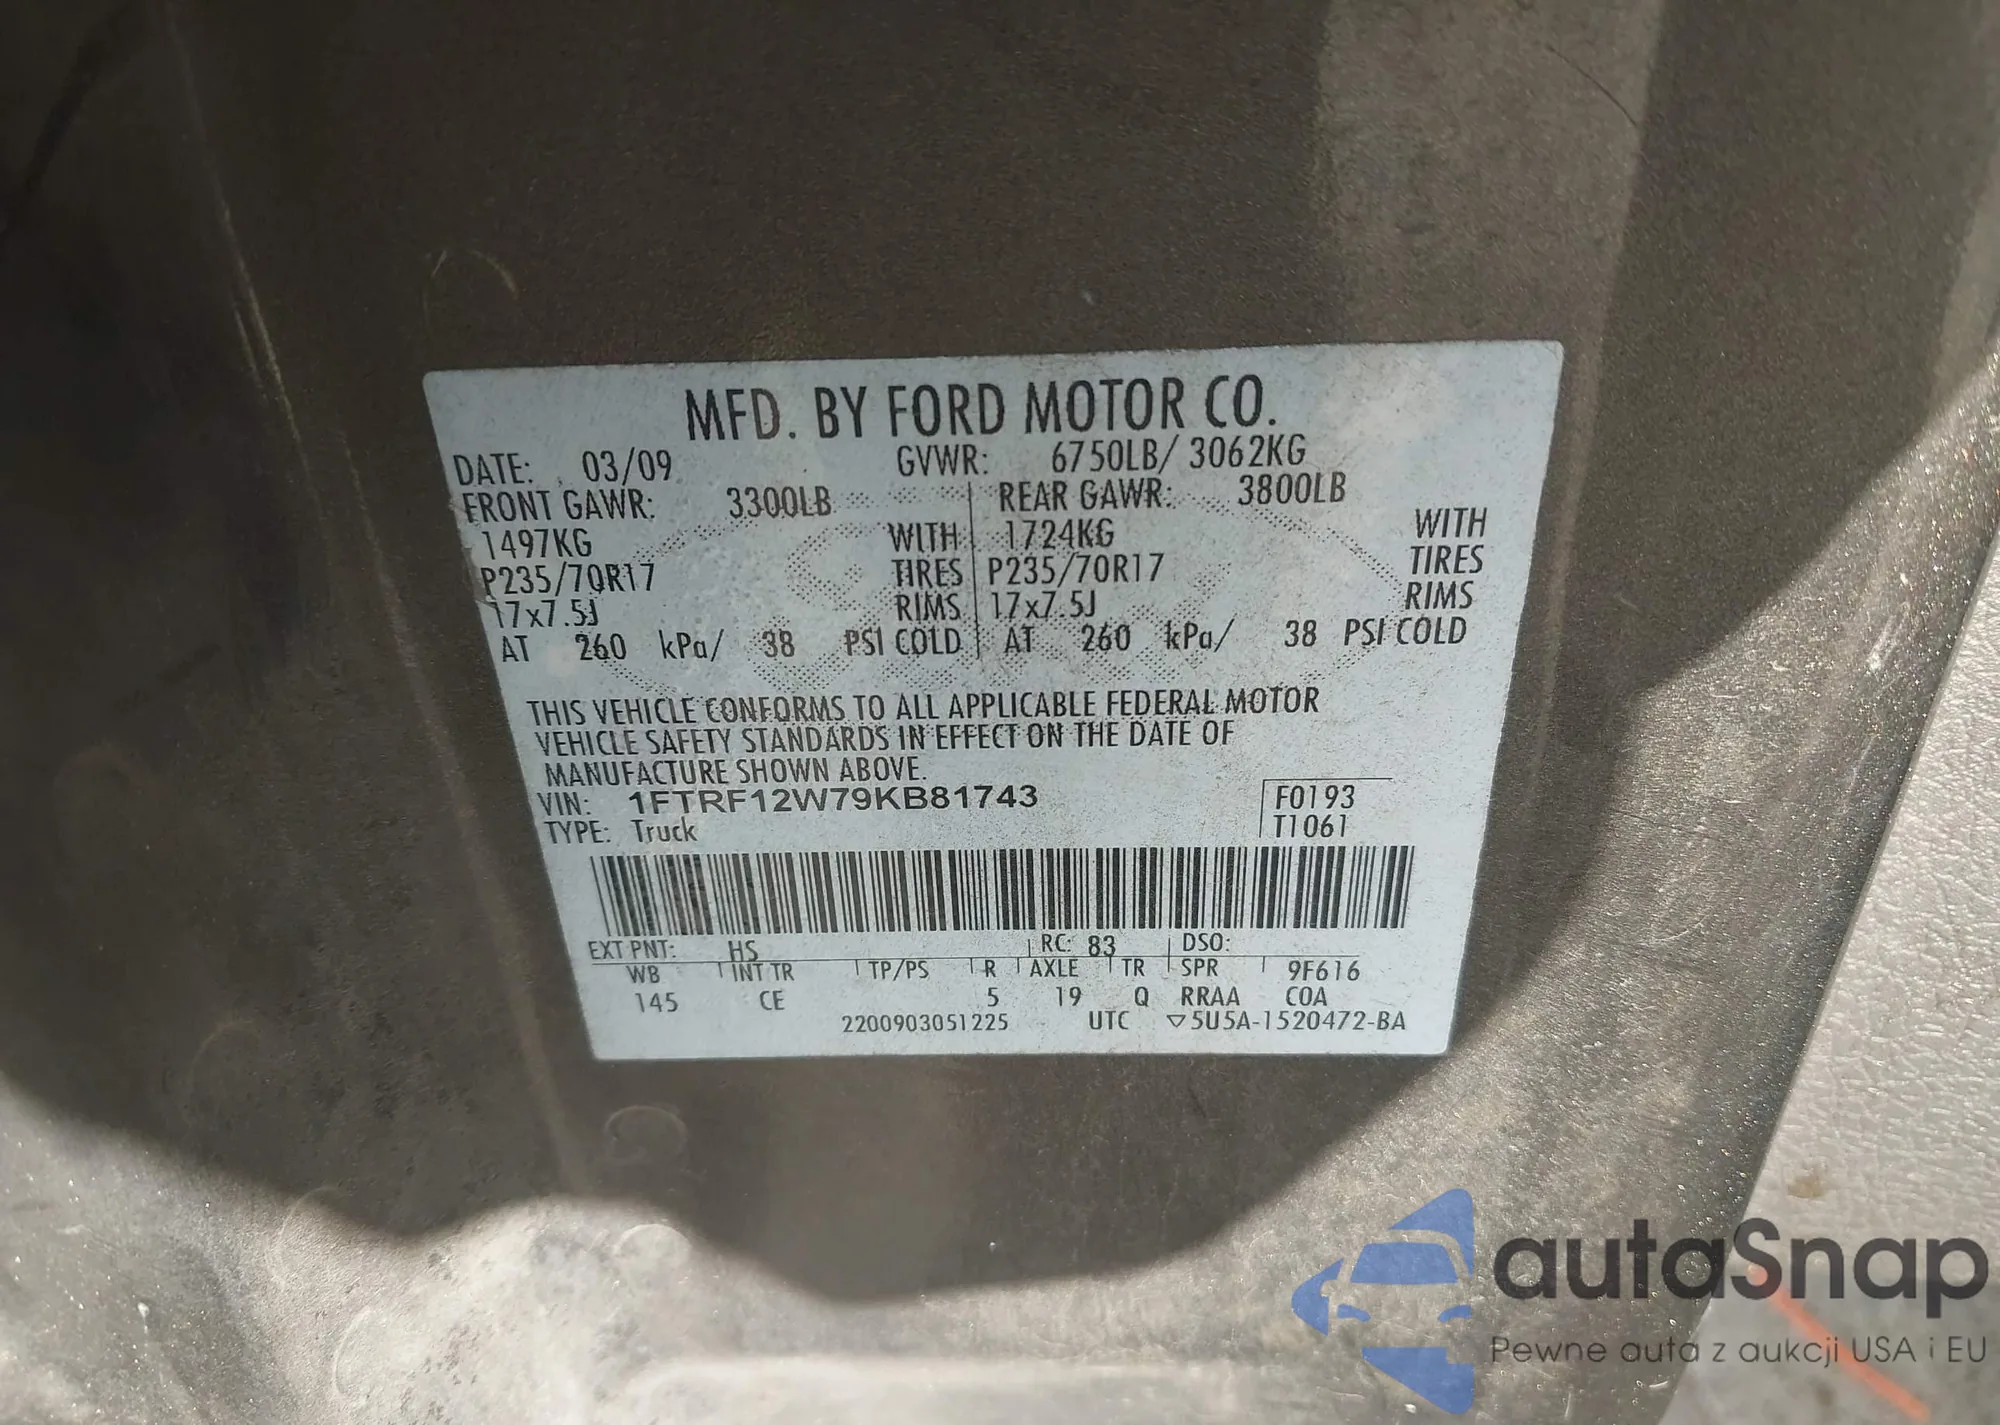 MFD. BY FORD MOTOR CO.
DATE: 03/09 GVWR: 6750LB/ 3062KG
FRONT GAWR: 3300LB REAR GAWR: 3800LB
1497KG WITH 1724KG WITH
P235/70R17 TIRES P235/70R17 TIRES
17x7.5J RIMS 17x7.5J RIMS
AT 260 kPa/ 38 PSI COLD AT 260 kPa/ 38 PSI COLD
THIS VEHICLE CONFORMS TO ALL APPLICABLE FEDERAL MOTOR
VEHICLE SAFETY STANDARDS IN EFFECT ON THE DATE OF
MANUFACTURE SHOWN ABOVE.
VIN: 1FTRF12W79KB81743 F0193
TYPE: Truck T1061
EXT PNT: HS RC: 83 DSO:
WB INT TR TP/PS R AXLE TR SPR 9F616
145 CE 5 19 Q RRAA COA
2200903051225 UTC ▽5U5A-1520472-BA
autaSnap
Pewne auta z aukcji USA i EU